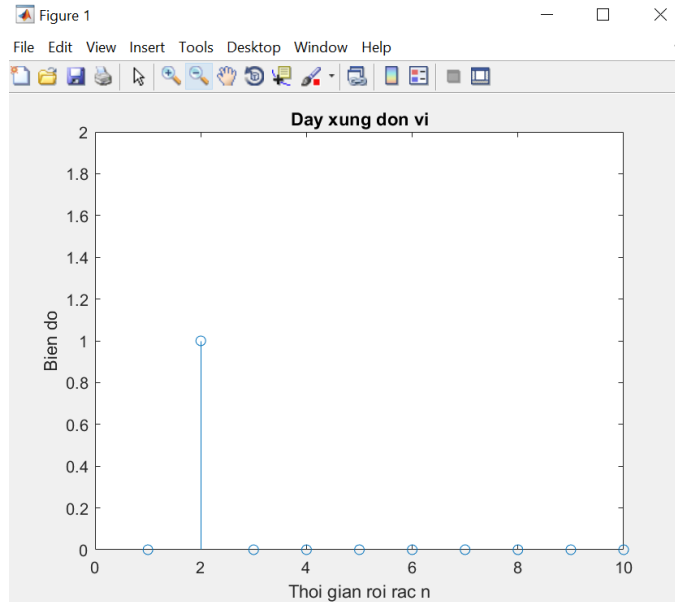 Figure 1
File Edit View Insert Tools Desktop Window Help
Day xung don vi
2
1.8
1.6
1.4
1.2
1
0.8
0.6
0.4
0.2
0
Bien do
0 2 4 6 8 10
Thoi gian roi rac n